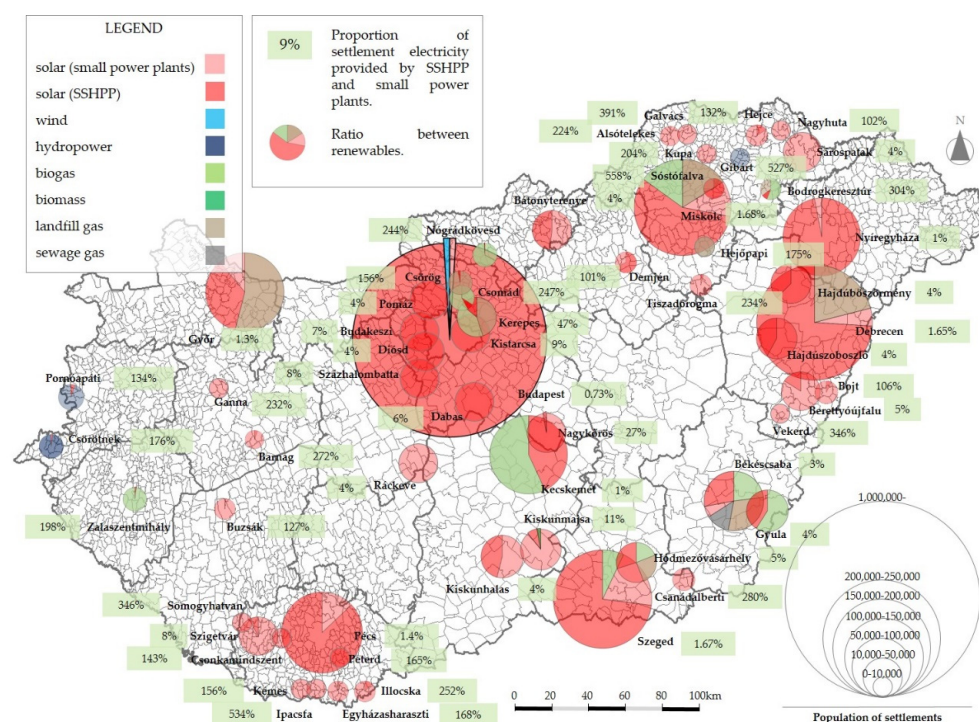 LEGEND
solar (small power plants)
solar (SSHPP)
wind
hydropower
biogas
biomass
landfill gas
sewage gas
9%
Proportion of
settlement electricity
provided by SSHPP
and small power
plants.
Ratio between
renewables.
N
391%
Galvács
132%
Hejce
224%
Alsótelekes
Nagyhuta
102%
204%
Kupa
Gibárt
527%
Sárospatak
4%
558%
Sóstófalva
Bodrogkeresztúr
304%
4%
Bátonyterenye
Miskolc
1.68%
244%
Nógrádkövesd
Nyíregyháza
1%
Hejőpapi
175%
156%
Csörög
101%
Demjén
Csomád
247%
Hajdúböszörmény
4%
4%
Pomáz
Tiszadorogma
234%
7%
Budakeszi
Kerepes
47%
Debrecen
1.65%
Győr
1.3%
4%
Diósd
Kistarcsa
9%
Hajdúszoboszló
4%
Pornóapáti
134%
8%
Százhalombatta
Bojt
106%
Ganna
232%
Budapest
0.73%
Berettyóújfalu
5%
6%
Dabas
Vekerd
346%
Csörötnek
176%
Nagykőrös
27%
Barnag
272%
Békéscsaba
3%
4%
Ráckeve
Kecskemét
1%
1,000,000-
Zalaszentmihály
Kiskunmajsa
11%
198%
Buzsák
127%
Gyula
4%
Hódmezővásárhely
5%
200,000-250,000
150,000-200,000
100,000-150,000
50,000-100,000
10,000-50,000
0-10,000
Kiskunhalas
4%
Csanádalberti
280%
346%
Somogyhatvan
8%
Szigetvár
Pécs
1.4%
Szeged
1.67%
143%
Csonkamindszent
Peterd
165%
156%
Kémes
Illocska
252%
534%
Ipacsfa
Egyházasharaszti
168%
0 20 40 60 80 100km
Population of settlements